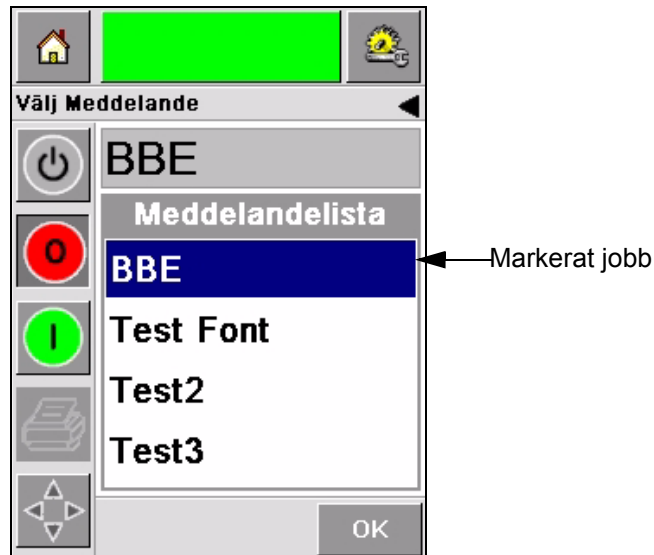 Välj Meddelande
BBE
Meddelandelista
BBE
Markerat jobb
Test Font
Test2
Test3
OK